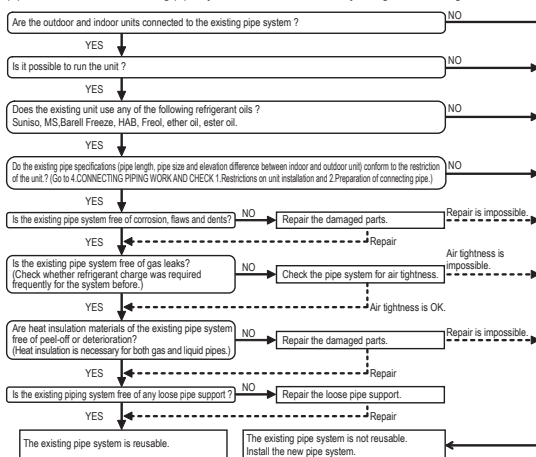 Are the outdoor and indoor units connected to the existing pipe system ?
NO
YES
Is it possible to run the unit ?
NO
YES
Does the existing unit use any of the following refrigerant oils ?
Suniso, MS,Barell Freeze, HAB, Freol, ether oil, ester oil.
NO
YES
Do the existing pipe specifications (pipe length, pipe size and elevation difference between indoor and outdoor unit) conform to the restriction
of the unit.? (Go to 4.CONNECTING PIPING WORK AND CHECK 1.Restrictions on unit installation and 2.Preparation of connecting pipe.)
NO
YES
Is the existing pipe system free of corrosion, flaws and dents?
NO
Repair the damaged parts.
Repair is impossible.
YES
Repair
Is the existing pipe system free of gas leaks?
(Check whether refrigerant charge was required
frequently for the system before.)
NO
Check the pipe system for air tightness.
Air tightness is
impossible.
YES
Air tightness is OK.
Are heat insulation materials of the existing pipe system
free of peel-off or deterioration?
(Heat insulation is necessary for both gas and liquid pipes.)
NO
Repair the damaged parts.
Repair is impossible.
YES
Repair
Is the existing piping system free of any loose pipe support ?
NO
Repair the loose pipe support.
YES
Repair
The existing pipe system is reusable.
The existing pipe system is not reusable.
Install the new pipe system.